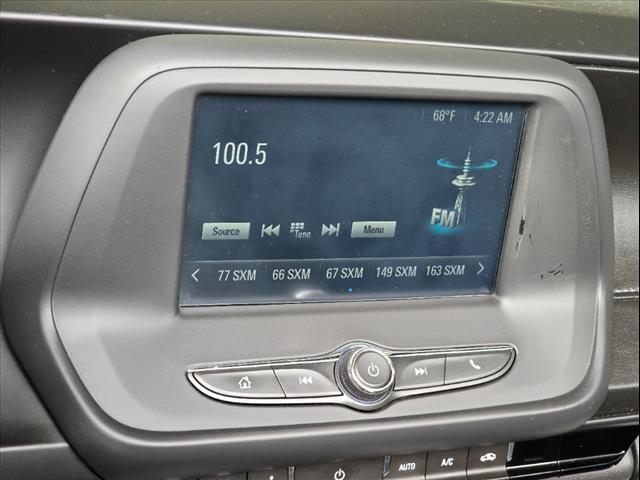 68°F 4:22 AM
100.5
FM
Source Tune Menu
77 SXM 66 SXM 67 SXM 149 SXM 163 SXM
AUTO A/C